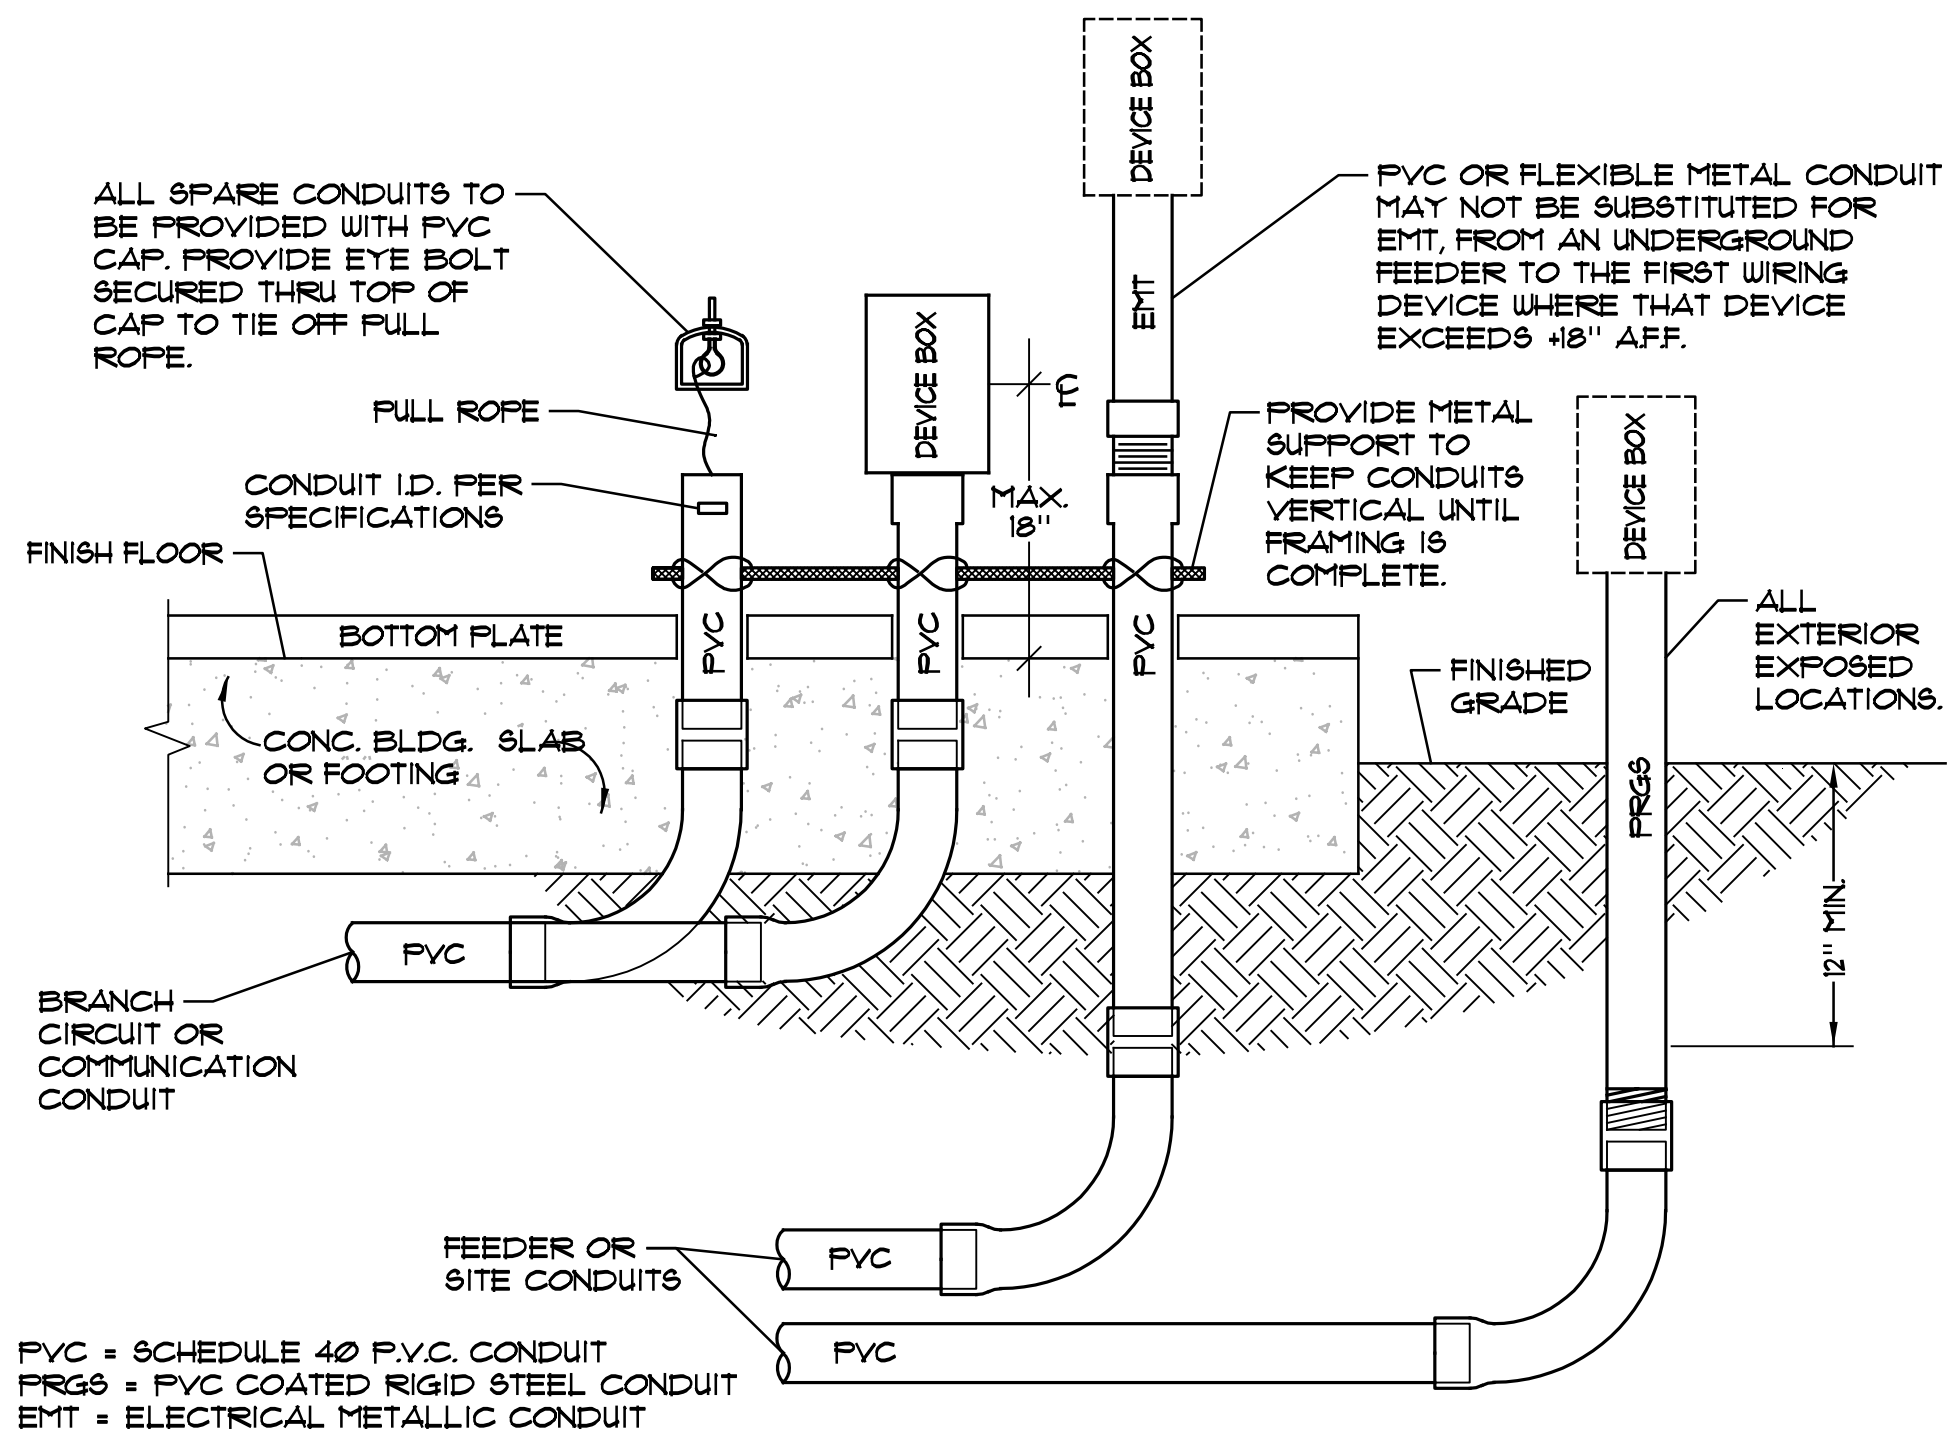 DEVICE BOX
ALL SPARE CONDUITS TO
BE PROVIDED WITH PVC
CAP. PROVIDE EYE BOLT
SECURED THRU TOP OF
CAP TO TIE OFF PULL
ROPE.
PVC OR FLEXIBLE METAL CONDUIT
MAY NOT BE SUBSTITUTED FOR
EMT, FROM AN UNDERGROUND
FEEDER TO THE FIRST WIRING
DEVICE WHERE THAT DEVICE
EXCEEDS +18" A.F.F.
EMT
DEVICE BOX
℄
PULL ROPE
CONDUIT I.D. PER
SPECIFICATIONS
MAX.
18"
PROVIDE METAL
SUPPORT TO
KEEP CONDUITS
VERTICAL UNTIL
FRAMING IS
COMPLETE.
DEVICE BOX
FINISH FLOOR
BOTTOM PLATE
PVC
PVC
PVC
ALL
EXTERIOR
EXPOSED
LOCATIONS.
FINISHED
GRADE
CONC. BLDG. SLAB
OR FOOTING
PRGS
12" MIN.
PVC
BRANCH
CIRCUIT OR
COMMUNICATION
CONDUIT
FEEDER OR
SITE CONDUITS
PVC
PVC
PVC = SCHEDULE 40 P.V.C. CONDUIT
PRGS = PVC COATED RIGID STEEL CONDUIT
EMT = ELECTRICAL METALLIC CONDUIT